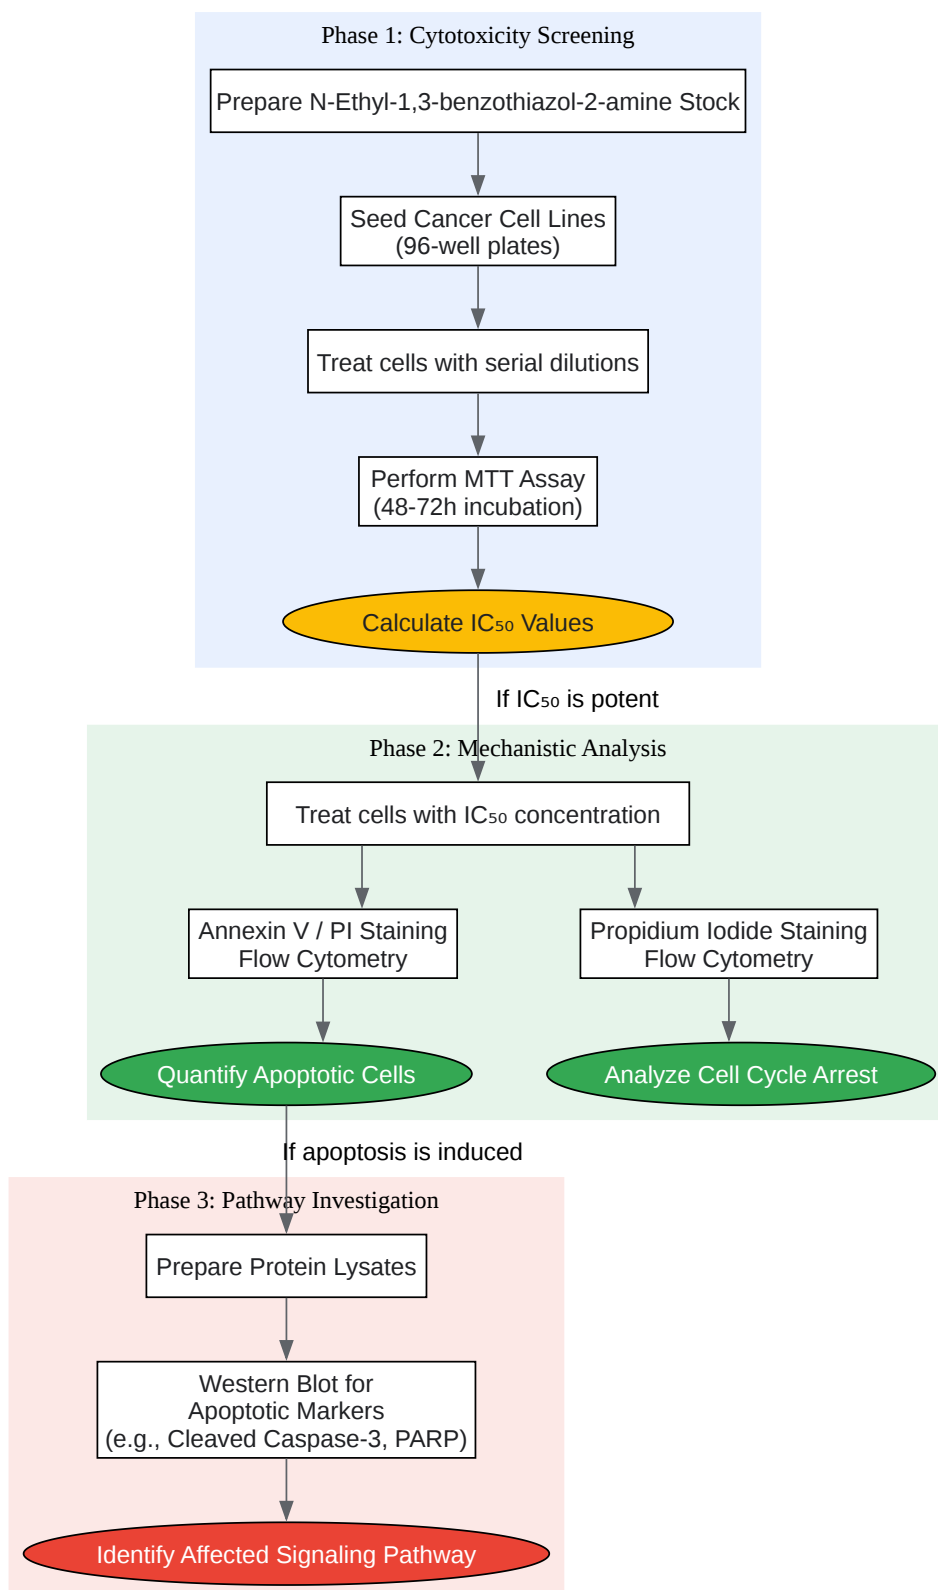 Phase 1: Cytotoxicity Screening
Prepare N-Ethyl-1,3-benzothiazol-2-amine Stock
Seed Cancer Cell Lines
(96-well plates)
Treat cells with serial dilutions
Perform MTT Assay
(48-72h incubation)
Calculate IC₅₀ Values
If IC₅₀ is potent
Phase 2: Mechanistic Analysis
Treat cells with IC₅₀ concentration
Annexin V / PI Staining
Flow Cytometry
Propidium Iodide Staining
Flow Cytometry
Quantify Apoptotic Cells
Analyze Cell Cycle Arrest
If apoptosis is induced
Phase 3: Pathway Investigation
Prepare Protein Lysates
Western Blot for
Apoptotic Markers
(e.g., Cleaved Caspase-3, PARP)
Identify Affected Signaling Pathway